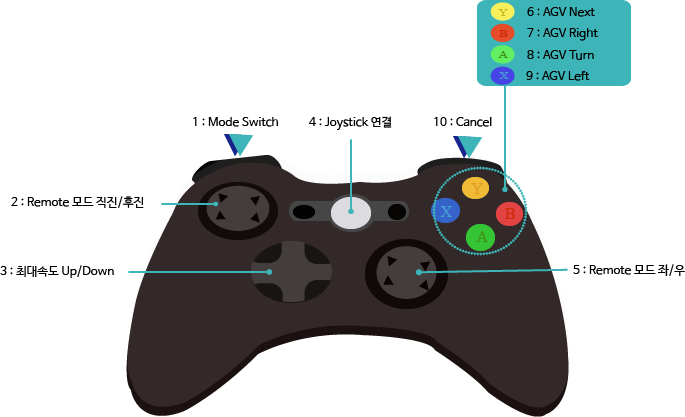 Y 6 : AGV Next
B 7 : AGV Right
A 8 : AGV Turn
X 9 : AGV Left
1 : Mode Switch
4 : Joystick 연결
10 : Cancel
2 : Remote 모드 직진/후진
Y
X
B
A
3 : 최대속도 Up/Down
5 : Remote 모드 좌/우